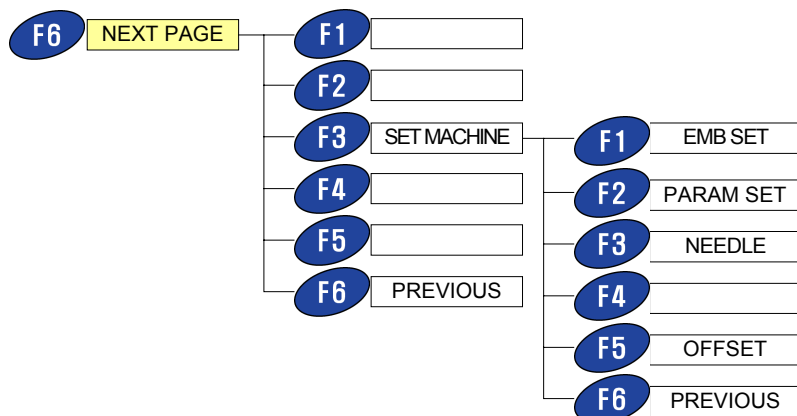 F6 NEXT PAGE
F1
F2
F3 SET MACHINE
F4
F5
F6 PREVIOUS
F1 EMB SET
F2 PARAM SET
F3 NEEDLE
F4
F5 OFFSET
F6 PREVIOUS